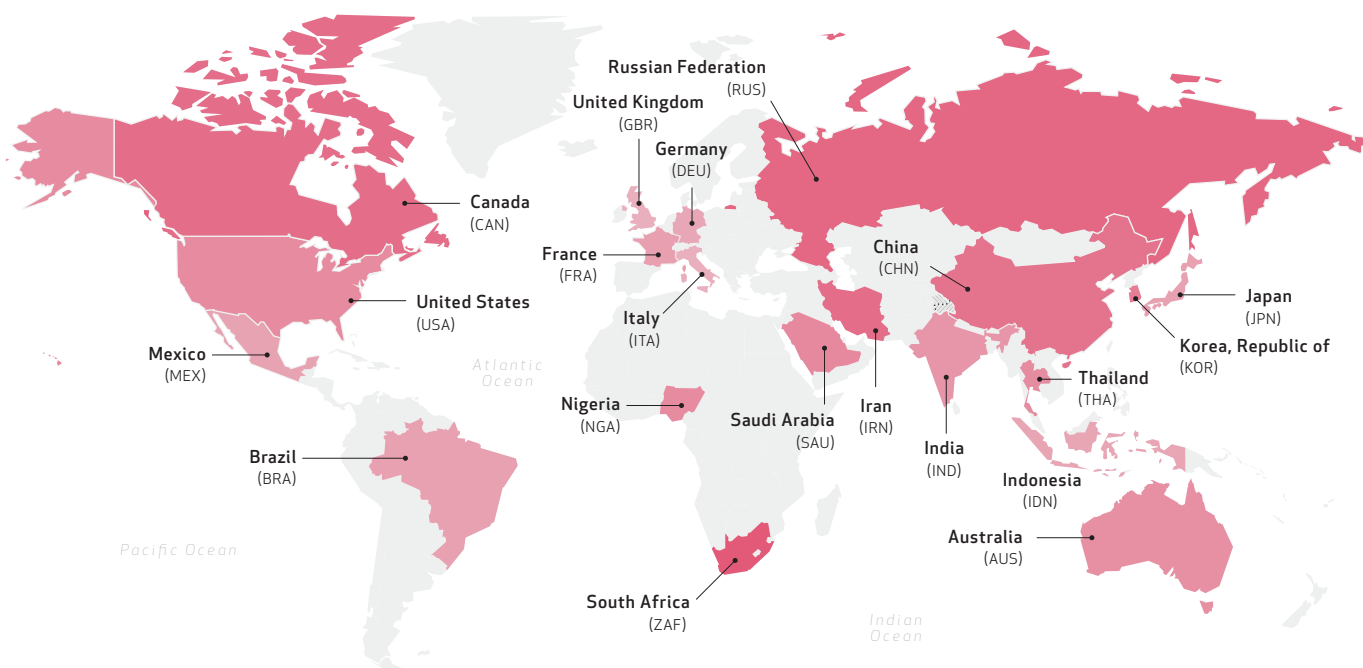 Russian Federation
(RUS)
United Kingdom
(GBR)
Germany
(DEU)
Canada
(CAN)
France
(FRA)
China
(CHN)
United States
(USA)
Italy
(ITA)
Japan
(JPN)
Mexico
(MEX)
Korea, Republic of
(KOR)
Atlantic
Ocean
Thailand
(THA)
Nigeria
(NGA)
Saudi Arabia
(SAU)
Iran
(IRN)
India
(IND)
Brazil
(BRA)
Indonesia
(IDN)
Australia
(AUS)
Pacific Ocean
South Africa
(ZAF)
Indian
Ocean